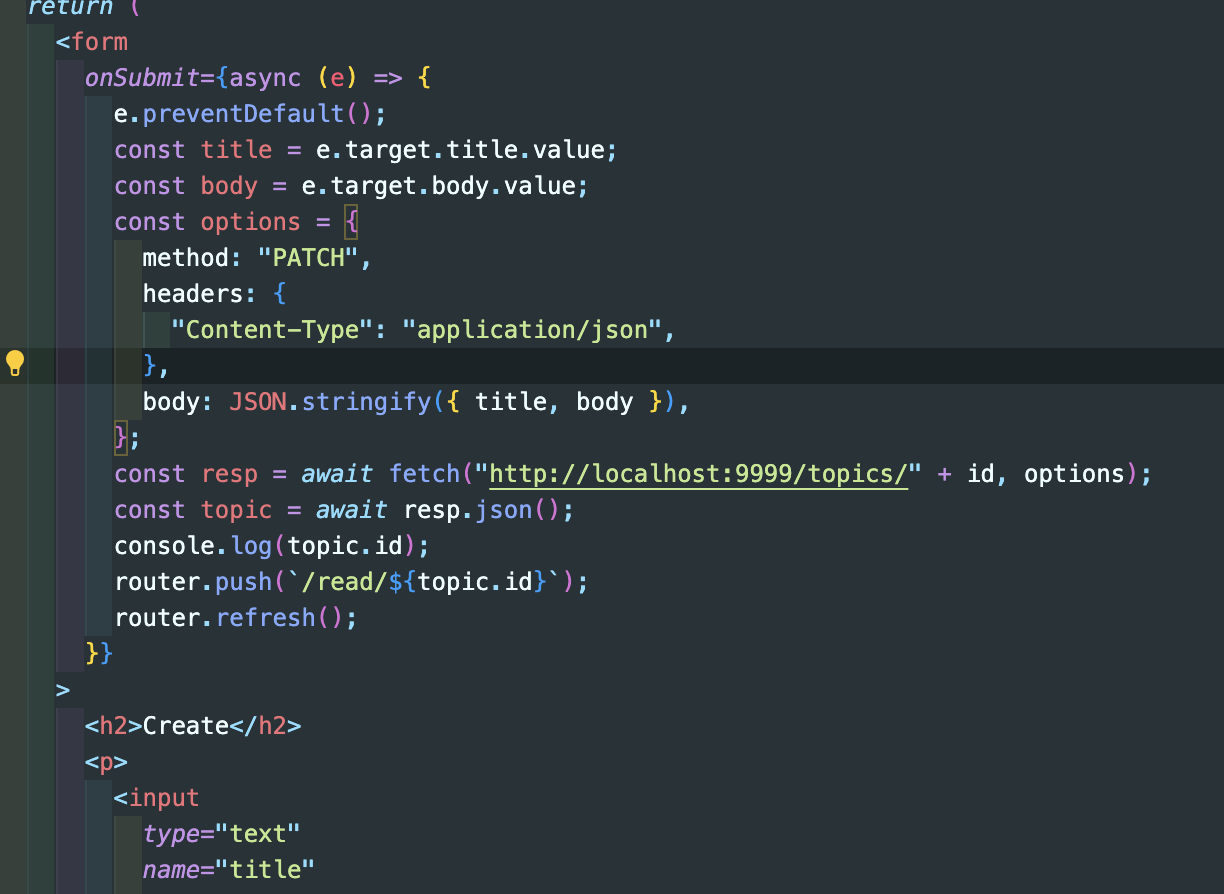 return (
<form
onSubmit={async (e) => {
e.preventDefault();
const title = e.target.title.value;
const body = e.target.body.value;
const options = {
method: "PATCH",
headers: {
"Content-Type": "application/json",
},
body: JSON.stringify({ title, body }),
};
const resp = await fetch("http://localhost:9999/topics/" + id, options);
const topic = await resp.json();
console.log(topic.id);
router.push(`/read/${topic.id}`);
router.refresh();
}}
>
<h2>Create</h2>
<p>
<input
type="text"
name="title"